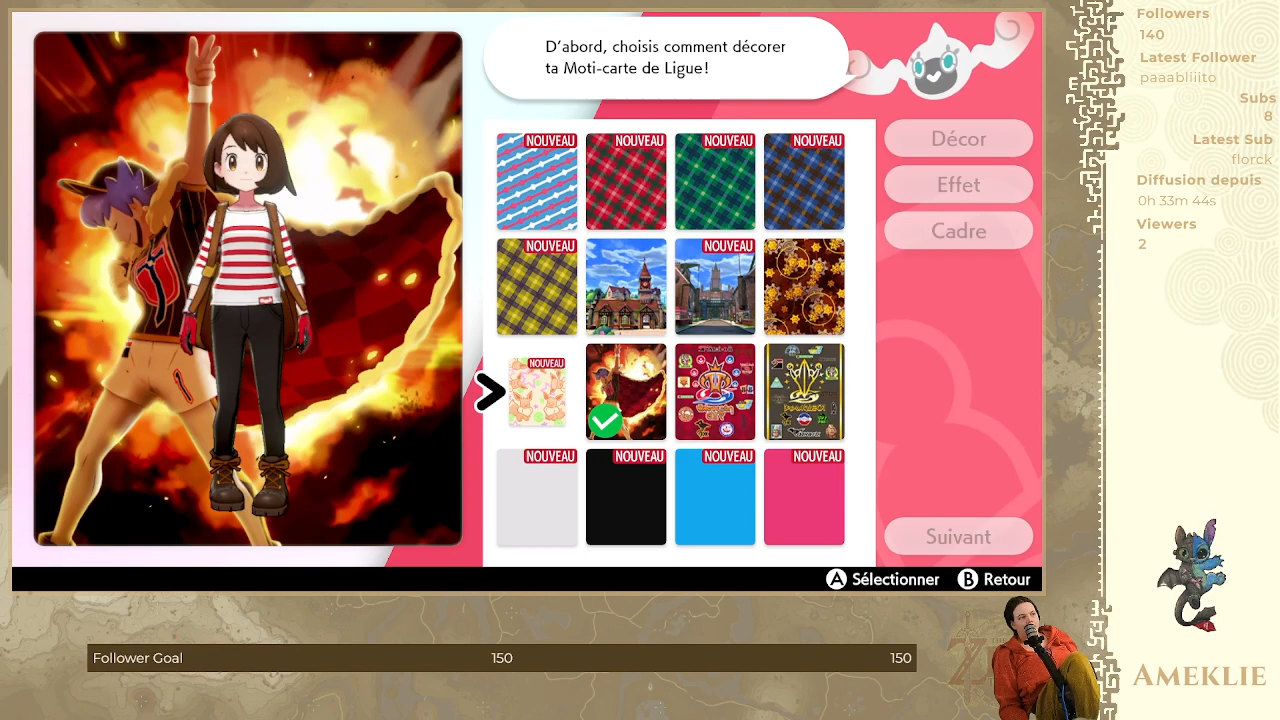 D'abord, choisis comment décorer
ta Moti-carte de Ligue!
NOUVEAU NOUVEAU NOUVEAU NOUVEAU
NOUVEAU NOUVEAU
NOUVEAU
NOUVEAU NOUVEAU NOUVEAU NOUVEAU
Décor
Effet
Cadre
Suivant
A Sélectionner B Retour
Followers
140
Latest Follower
paaabliiito
Subs
8
Latest Sub
florck
Diffusion depuis
0h 33m 44s
Viewers
2
Follower Goal 150 150
AMEKLIE